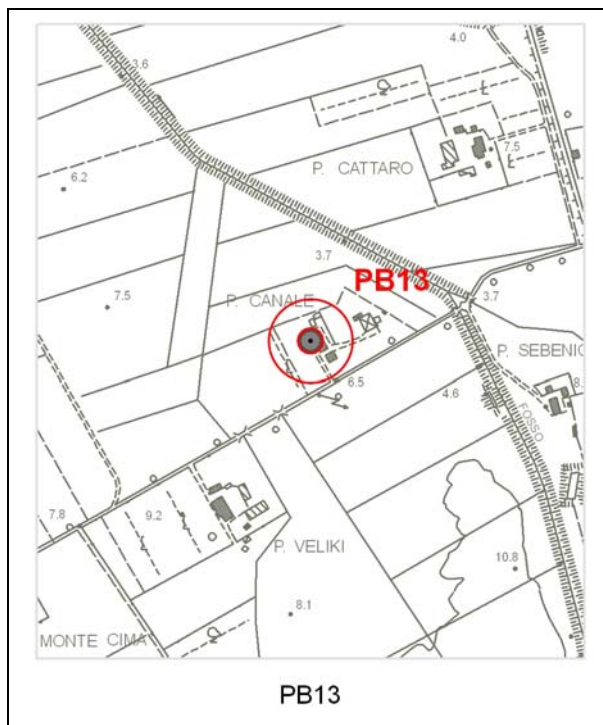 4.0
3.6
7.5
P. CATTARO
6.2
3.7
PB13
7.5
P. CANALE
3.7
P. SEBENIC
6.5
4.6
8.
FOSSO
7.8
9.2
P. VELIKI
10.8
8.1
MONTE CIMA
PB13